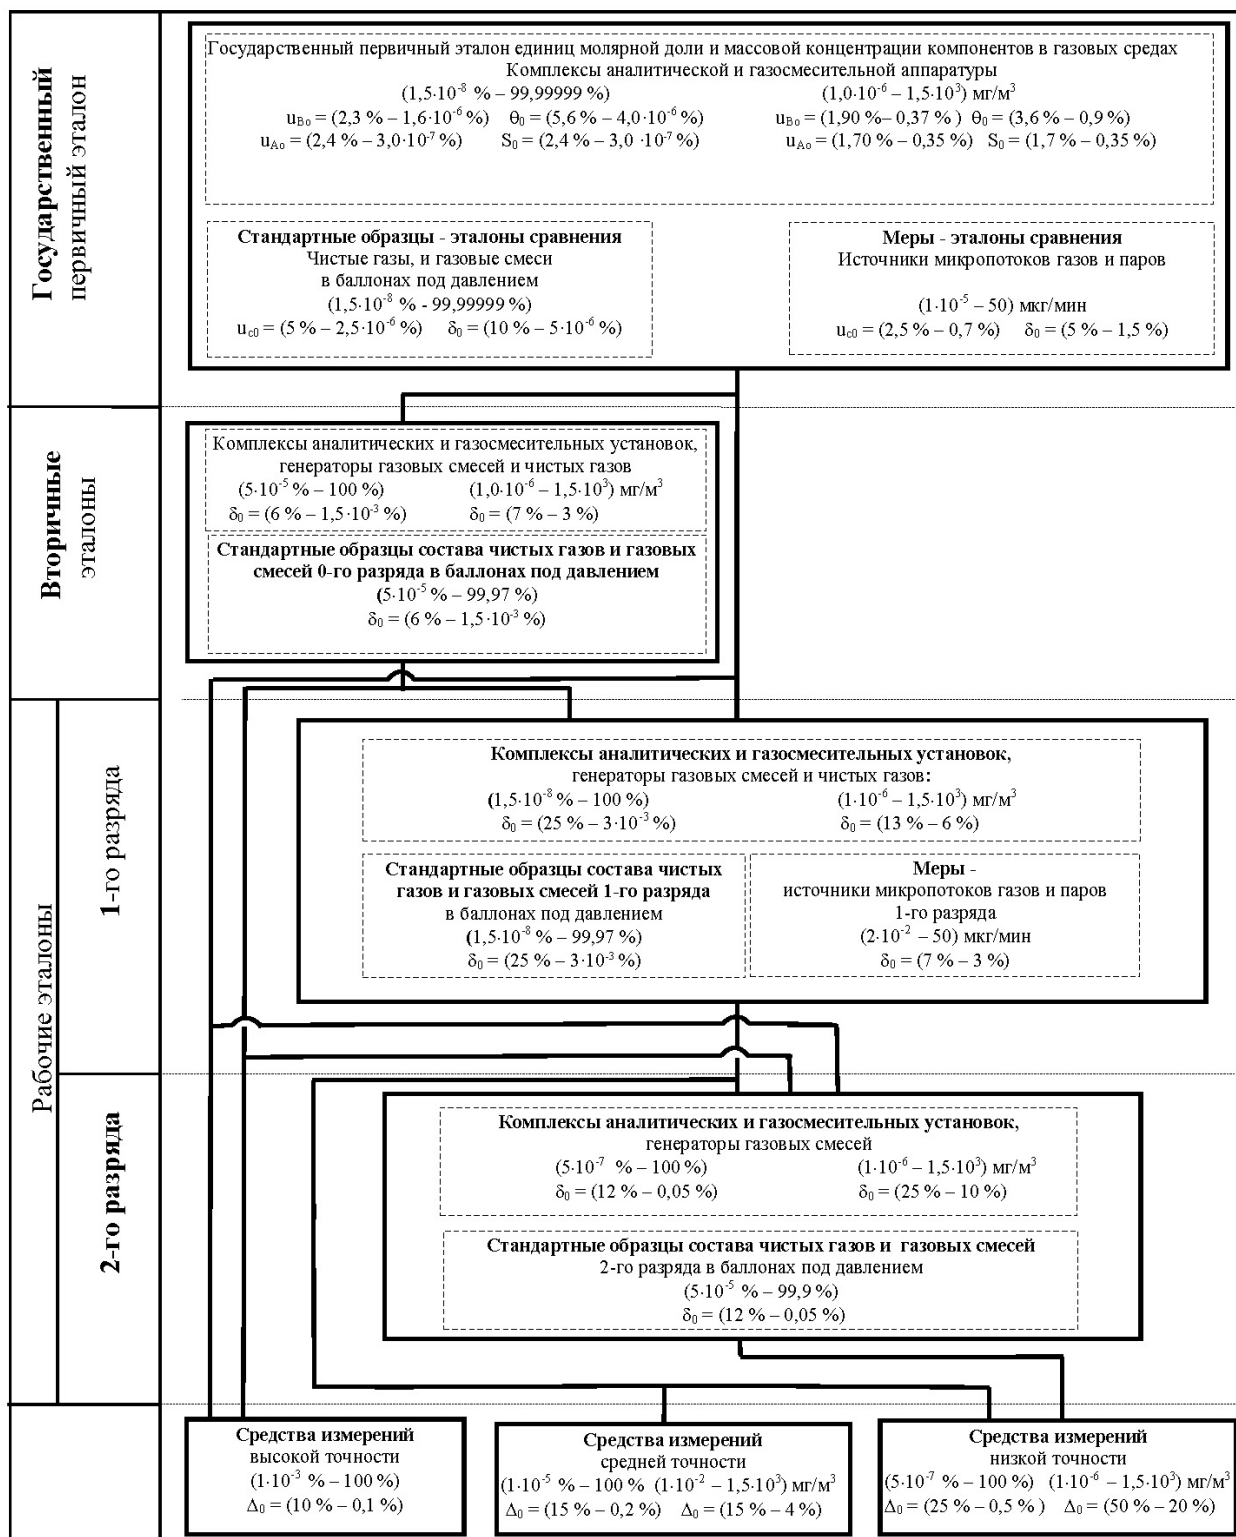 Государственный
первичный эталон
Государственный первичный эталон единиц молярной доли и массовой концентрации компонентов в газовых средах
Комплексы аналитической и газосмесительной аппаратуры
(1,5·10⁻⁸ % – 99,99999 %) (1,0·10⁻⁶ – 1,5·10³) мг/м³
u_Bo = (2,3 % – 1,6·10⁻⁶ %) θ₀ = (5,6 % – 4,0·10⁻⁶ %) u_Bo = (1,90 % – 0,37 % ) θ₀ = (3,6 % – 0,9 %)
u_Ao = (2,4 % – 3,0·10⁻⁷ %) S₀ = (2,4 % – 3,0 ·10⁻⁷ %) u_Ao = (1,70 % – 0,35 %) S₀ = (1,7 % – 0,35 %)
Стандартные образцы - эталоны сравнения
Чистые газы, и газовые смеси
в баллонах под давлением
(1,5·10⁻⁸ % - 99,99999 %)
u_c0 = (5 % – 2,5·10⁻⁶ %) δ₀ = (10 % – 5·10⁻⁶ %)
Меры - эталоны сравнения
Источники микропотоков газов и паров
(1·10⁻⁵ – 50) мкг/мин
u_c0 = (2,5 % – 0,7 %) δ₀ = (5 % – 1,5 %)
Вторичные
эталоны
Комплексы аналитических и газосмесительных установок,
генераторы газовых смесей и чистых газов
(5·10⁻⁵ % – 100 %) (1,0·10⁻⁶ – 1,5·10³) мг/м³
δ₀ = (6 % – 1,5·10⁻³ %) δ₀ = (7 % – 3 %)
Стандартные образцы состава чистых газов и газовых
смесей 0-го разряда в баллонах под давлением
(5·10⁻⁵ % – 99,97 %)
δ₀ = (6 % – 1,5·10⁻³ %)
Рабочие эталоны
1-го разряда
Комплексы аналитических и газосмесительных установок,
генераторы газовых смесей и чистых газов:
(1,5·10⁻⁸ % – 100 %) (1·10⁻⁶ – 1,5·10³) мг/м³
δ₀ = (25 % – 3·10⁻³ %) δ₀ = (13 % – 6 %)
Стандартные образцы состава чистых
газов и газовых смесей 1-го разряда
в баллонах под давлением
(1,5·10⁻⁸ % – 99,97 %)
δ₀ = (25 % – 3·10⁻³ %)
Меры -
источники микропотоков газов и паров
1-го разряда
(2·10⁻² – 50) мкг/мин
δ₀ = (7 % – 3 %)
2-го разряда
Комплексы аналитических и газосмесительных установок,
генераторы газовых смесей
(5·10⁻⁷ % – 100 %) (1·10⁻⁶ – 1,5·10³) мг/м³
δ₀ = (12 % – 0,05 %) δ₀ = (25 % – 10 %)
Стандартные образцы состава чистых газов и газовых смесей
2-го разряда в баллонах под давлением
(5·10⁻⁵ % – 99,9 %)
δ₀ = (12 % – 0,05 %)
Средства измерений
высокой точности
(1·10⁻³ % – 100 %)
Δ₀ = (10 % – 0,1 %)
Средства измерений
средней точности
(1·10⁻⁵ % – 100 % (1·10⁻² – 1,5·10³) мг/м³
Δ₀ = (15 % – 0,2 %) Δ₀ = (15 % – 4 %)
Средства измерений
низкой точности
(5·10⁻⁷ % – 100 %) (1·10⁻⁶ – 1,5·10³) мг/м³
Δ₀ = (25 % – 0,5 % ) Δ₀ = (50 % – 20 %)